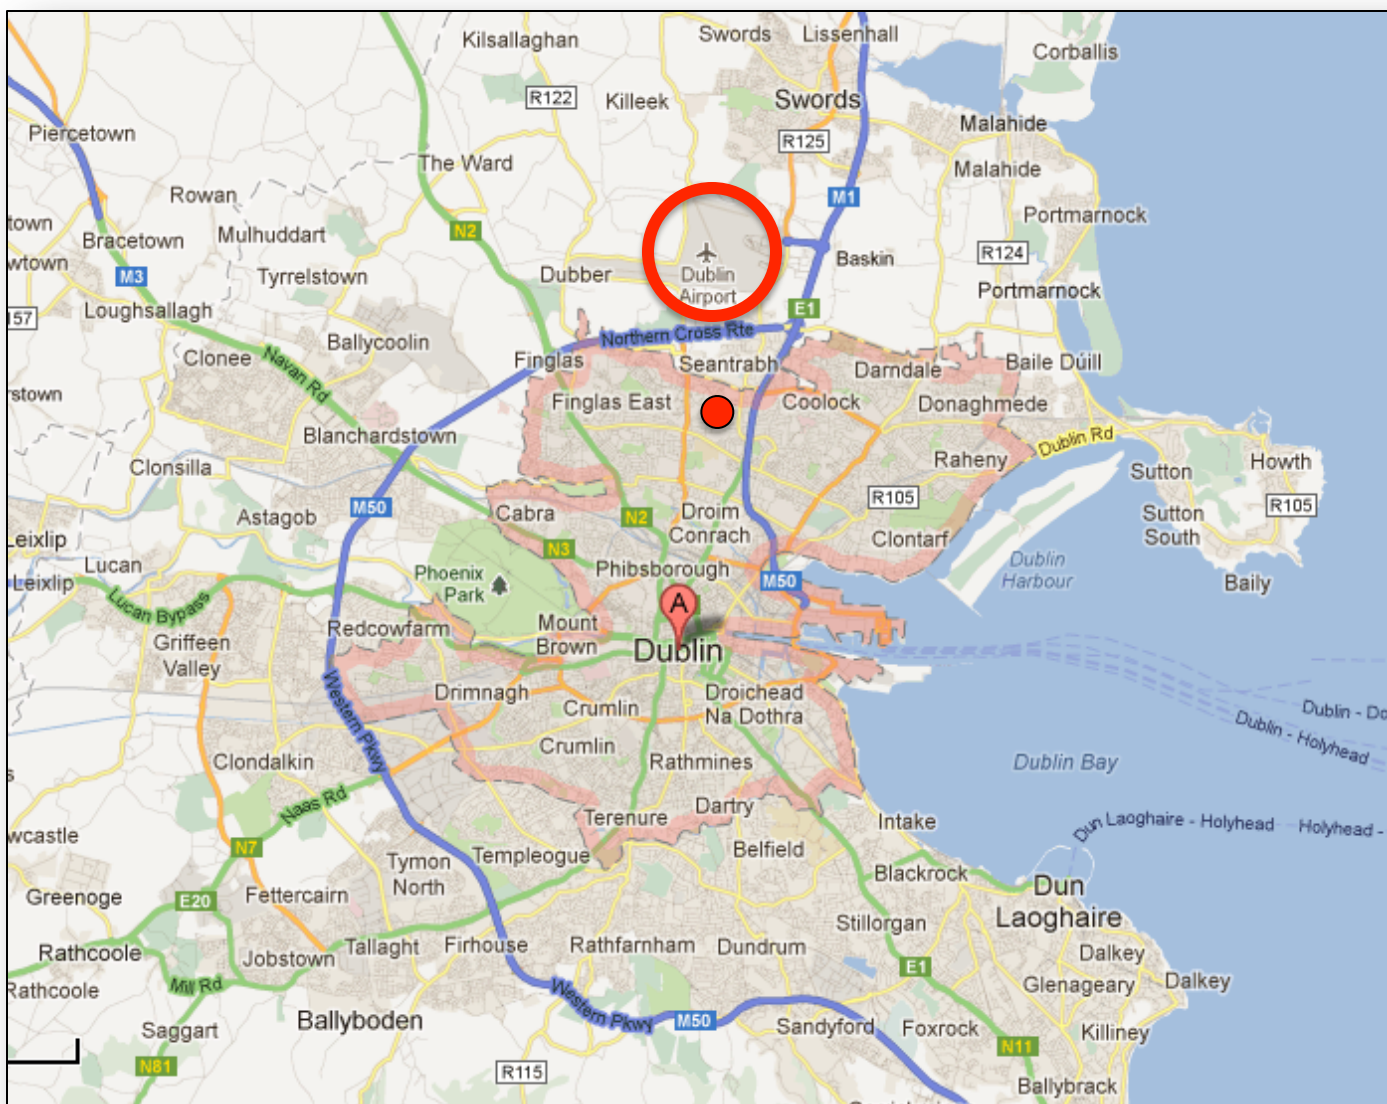 Swords
Lissenhall
Kilsallaghan
Corballis
R122
Killeek
Swords
Malahide
Piercetown
R125
The Ward
Malahide
Rowan
M1
Portmarnock
town
Mulhuddart
N2
Bracetown
R124
Baskin
wtown
M3
Tyrrelstown
Dubber
Dublin
Airport
Portmarnock
Loughsallagh
E1
157
Northern Cross Rte
Ballycoolin
Clonee
Navan Rd
Finglas
Seantrabh
Darndale
Baile Dúill
rstown
Finglas East
Coolock
Donaghmede
Blanchardstown
Dublin Rd
Clonsilla
Raheny
Sutton
Howth
M50
R105
R105
Astagob
Cabra
N2
Droim
Conrach
Sutton
South
Leixlip
Clontarf
N3
Lucan
Dublin
Harbour
Leixlip
Phoenix
Park
Phibsborough
M50
Baily
Lucan Bypass
A
Redcowfarm
Mount
Brown
Griffeen
Valley
Dublin
Drimnagh
Droichead
Na Dothra
Western Pkwy
Crumlin
Dublin - Do
Dublin - Holyhead
Crumlin
Clondalkin
Rathmines
Dublin Bay
Naas Rd
Dartry
Terenure
Intake
Dun Laoghaire - Holyhead
Holyhead -
wcastle
N7
Tymon
North
Templeogue
Belfield
Blackrock
Dun
Laoghaire
Greenoge
E20
Fettercairn
Stillorgan
Rathcoole
Jobstown
Tallaght
Firhouse
Rathfarnham
Dundrum
Dalkey
E1
Rathcoole
Mill Rd
Glenageary
Dalkey
Western Pkwy
M50
Saggart
Ballyboden
Sandyford
Foxrock
Killiney
N11
N81
R115
Ballybrack